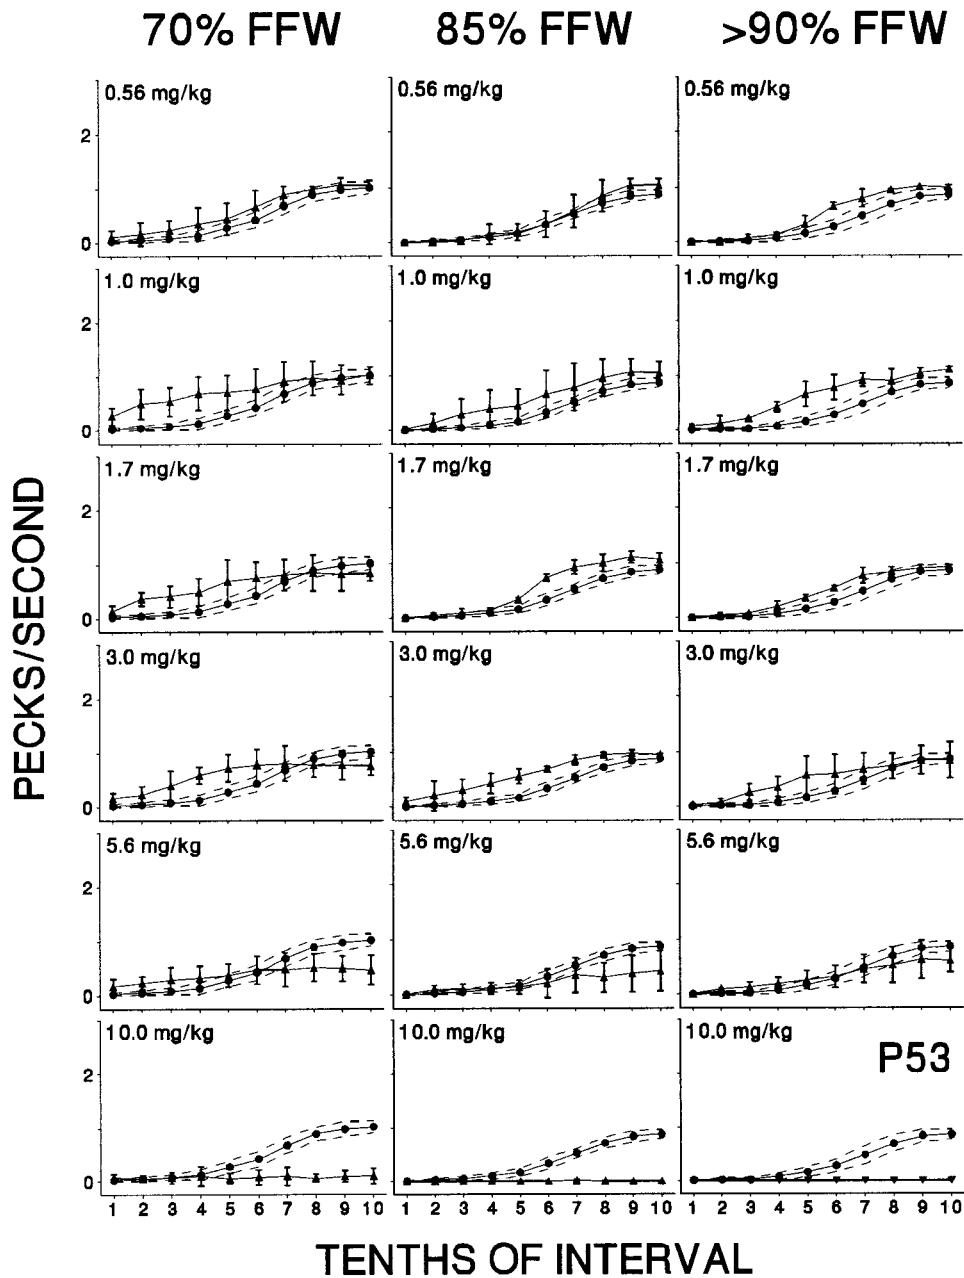 70% FFW 85% FFW >90% FFW
0.56 mg/kg 0.56 mg/kg 0.56 mg/kg
2
0
1.0 mg/kg 1.0 mg/kg 1.0 mg/kg
2
0
1.7 mg/kg 1.7 mg/kg 1.7 mg/kg
2
0
3.0 mg/kg 3.0 mg/kg 3.0 mg/kg
2
0
5.6 mg/kg 5.6 mg/kg 5.6 mg/kg
2
0
10.0 mg/kg 10.0 mg/kg 10.0 mg/kg
P53
2
0
1 2 3 4 5 6 7 8 9 10 1 2 3 4 5 6 7 8 9 10 1 2 3 4 5 6 7 8 9 10
PECKS/SECOND
TENTHS OF INTERVAL